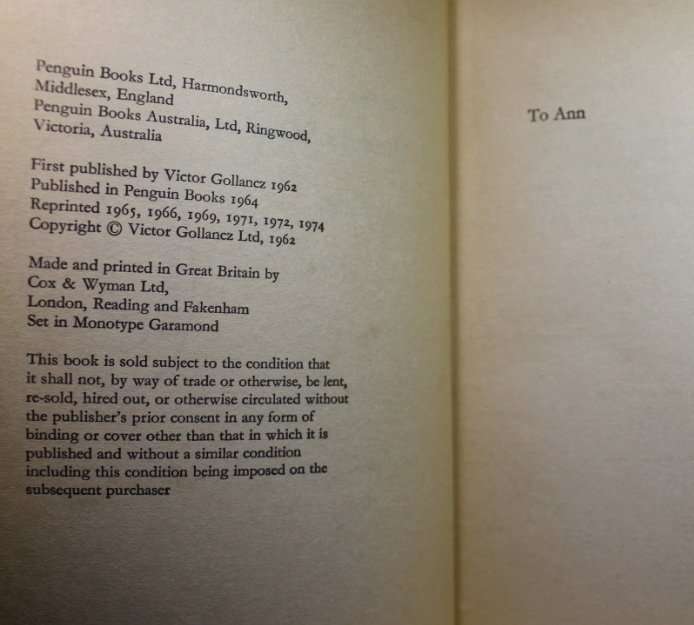 Penguin Books Ltd, Harmondsworth,
Middlesex, England
Penguin Books Australia, Ltd, Ringwood,
Victoria, Australia
First published by Victor Gollancz 1962
Published in Penguin Books 1964
Reprinted 1965, 1966, 1969, 1971, 1972, 1974
Copyright © Victor Gollancz Ltd, 1962
Made and printed in Great Britain by
Cox & Wyman Ltd,
London, Reading and Fakenham
Set in Monotype Garamond
This book is sold subject to the condition that
it shall not, by way of trade or otherwise, be lent,
re-sold, hired out, or otherwise circulated without
the publisher's prior consent in any form of
binding or cover other than that in which it is
published and without a similar condition
including this condition being imposed on the
subsequent purchaser
To Ann